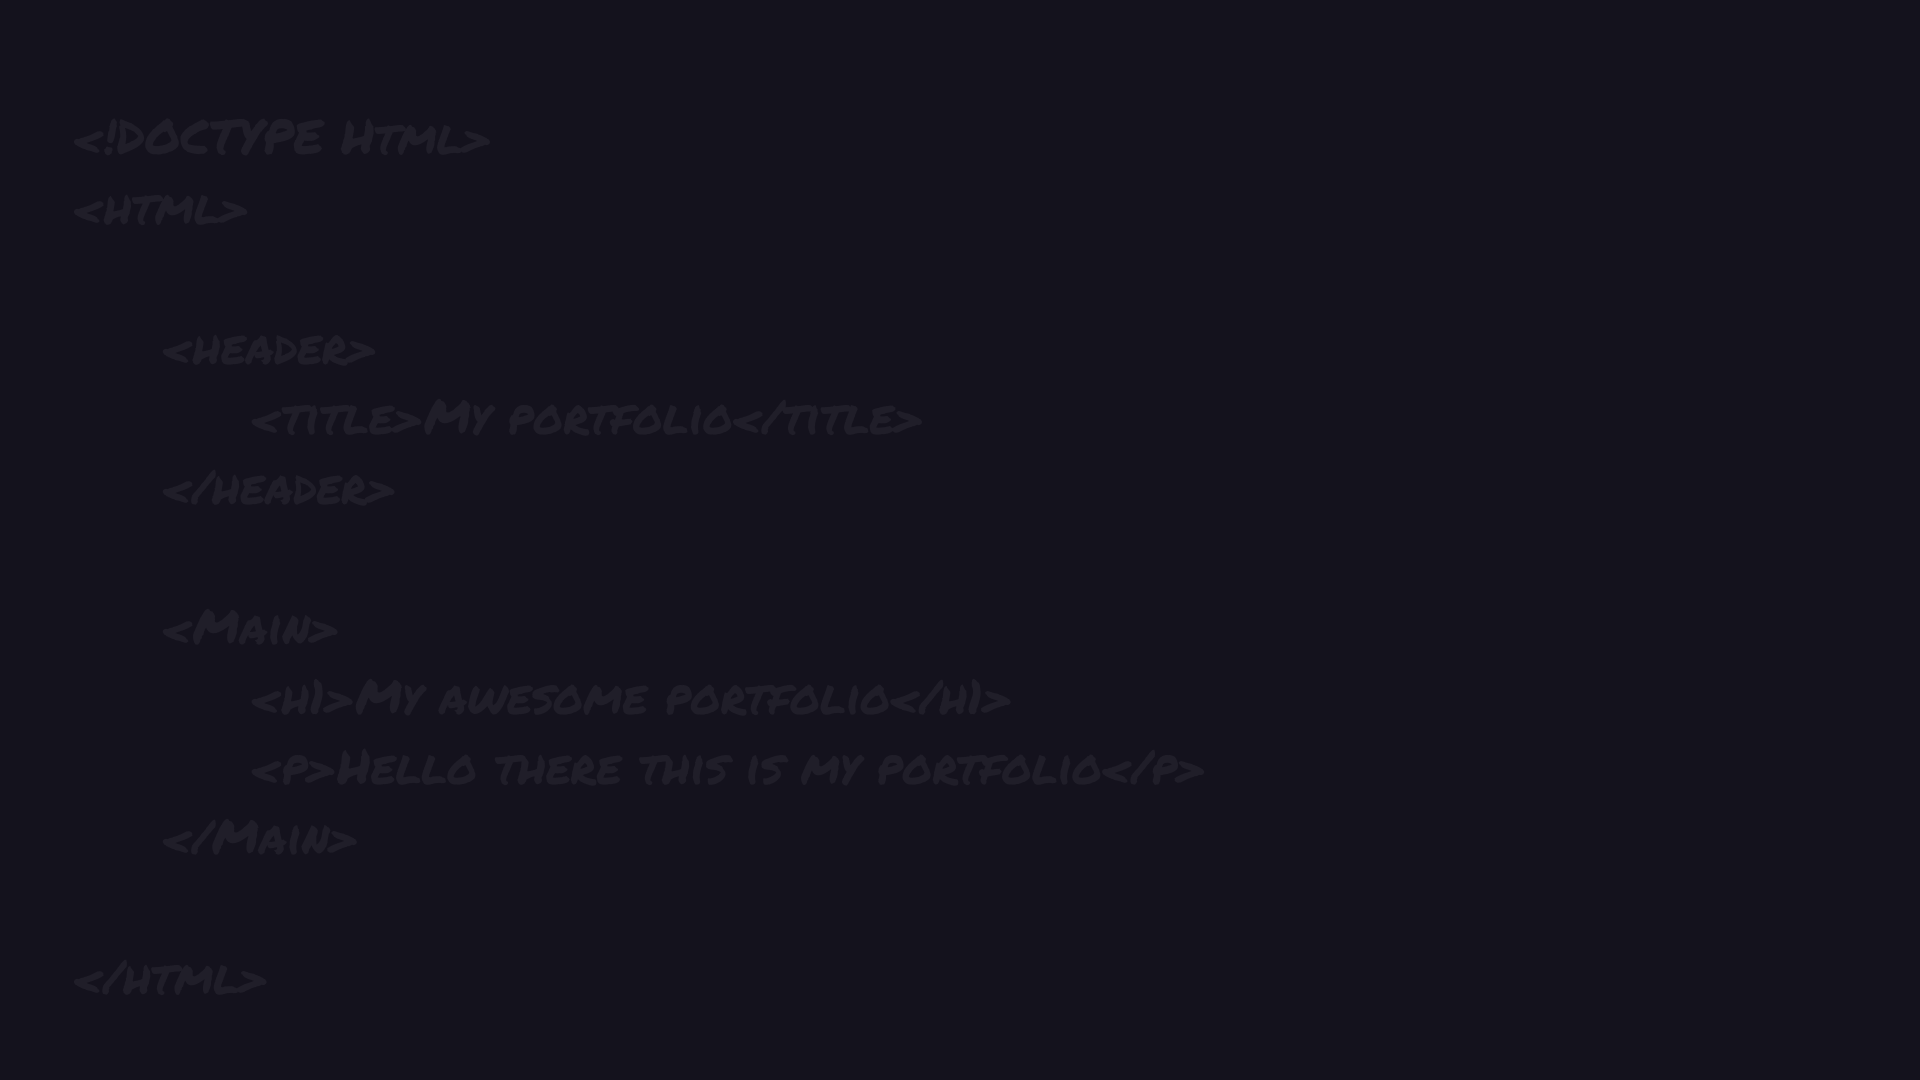 <!DOCTYPE Html>
<html>
<header>
<title>My portfolio</title>
</header>
<Main>
<h1>My awesome portfolio</h1>
<p>Hello there this is my portfolio</p>
</Main>
</html>